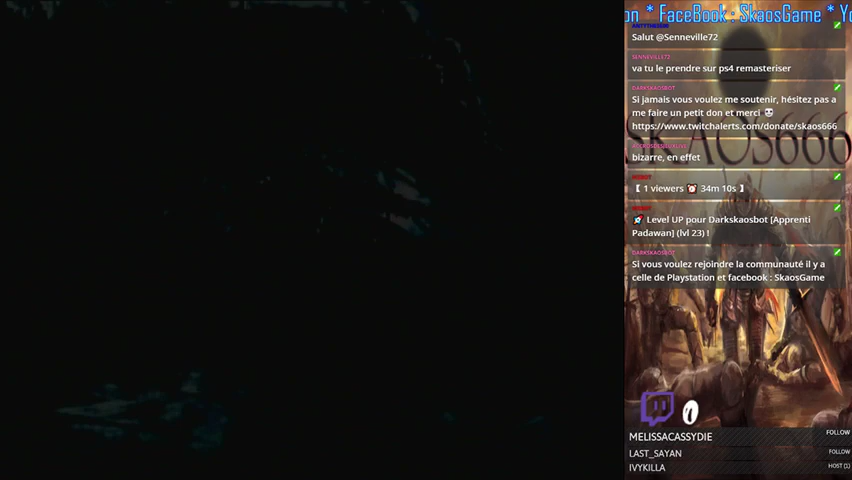 on * FaceBook : SkaosGame * Yo
Salut @Senneville72
SENNEVILLE72
va tu le prendre sur ps4 remasteriser
DARKSKAOSBOT
Si jamais vous voulez me soutenir, hésitez pas a
me faire un petit don et merci
https://www.twitchalerts.com/donate/skaos666
SKAOS666
bizarre, en effet
【 1 viewers ⏰ 34m 10s 】
Level UP pour Darkskaosbot [Apprenti
Padawan] (lvl 23) !
DARKSKAOSBOT
Si vous voulez rejoindre la communauté il y a
celle de Playstation et facebook : SkaosGame
0
MELISSACASSYDIE FOLLOW
LAST_SAYAN FOLLOW
IVYKILLA HOST (1)